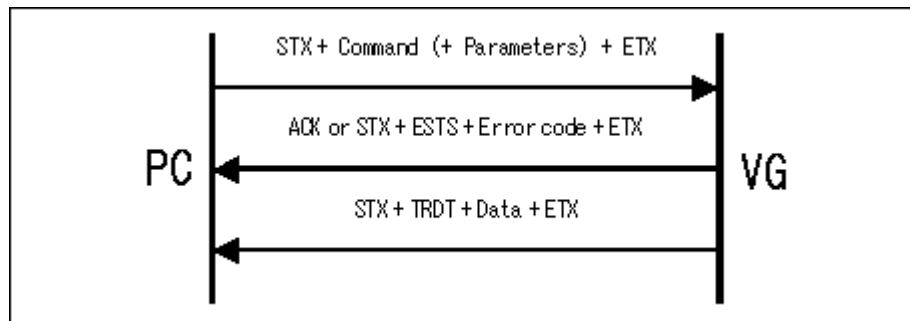 STX + Command (+ Parameters) + ETX
ACK or STX + ESTS + Error code + ETX
PC
VG
STX + TRDT + Data + ETX